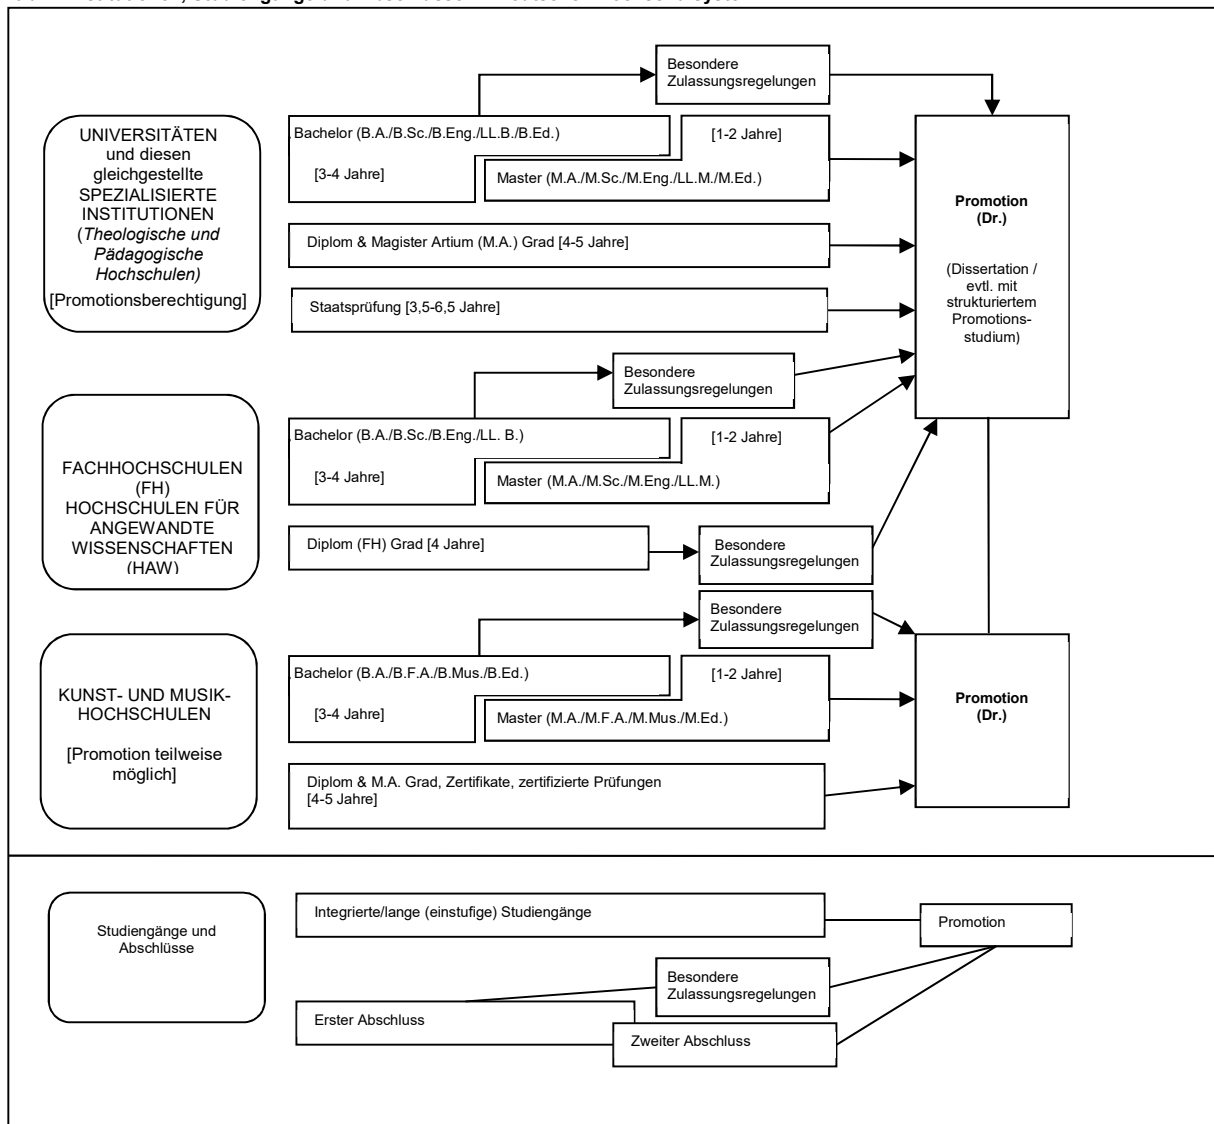 Besondere
Zulassungsregelungen
UNIVERSITÄTEN
und diesen
gleichgestellte
SPEZIALISIERTE
INSTITUTIONEN
(Theologische und
Pädagogische
Hochschulen)
[Promotionsberechtigung]
Bachelor (B.A./B.Sc./B.Eng./LL.B./B.Ed.)
[1-2 Jahre]
[3-4 Jahre]
Master (M.A./M.Sc./M.Eng./LL.M./M.Ed.)
Diplom & Magister Artium (M.A.) Grad [4-5 Jahre]
Staatsprüfung [3,5-6,5 Jahre]
Promotion
(Dr.)
(Dissertation /
evtl. mit
strukturiertem
Promotions-
studium)
Besondere
Zulassungsregelungen
FACHHOCHSCHULEN
(FH)
HOCHSCHULEN FÜR
ANGEWANDTE
WISSENSCHAFTEN
(HAW)
Bachelor (B.A./B.Sc./B.Eng./LL. B.)
[1-2 Jahre]
[3-4 Jahre]
Master (M.A./M.Sc./M.Eng./LL.M.)
Diplom (FH) Grad [4 Jahre]
Besondere
Zulassungsregelungen
Besondere
Zulassungsregelungen
KUNST- UND MUSIK-
HOCHSCHULEN
[Promotion teilweise
möglich]
Bachelor (B.A./B.F.A./B.Mus./B.Ed.)
[1-2 Jahre]
[3-4 Jahre]
Master (M.A./M.F.A./M.Mus./M.Ed.)
Diplom & M.A. Grad, Zertifikate, zertifizierte Prüfungen
[4-5 Jahre]
Promotion
(Dr.)
Studiengänge und
Abschlüsse
Integrierte/lange (einstufige) Studiengänge
Promotion
Besondere
Zulassungsregelungen
Erster Abschluss
Zweiter Abschluss